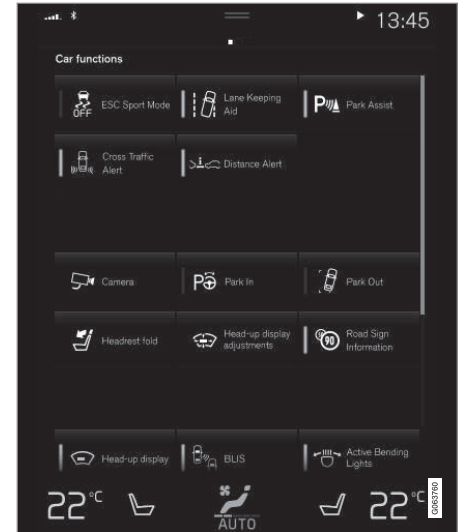 13:45
Car functions
OFF
ESC Sport Mode
Lane Keeping
Aid
P
Park Assist
Cross Traffic
Alert
Distance Alert
Camera
P
Park In
Park Out
Headrest fold
Head-up display
adjustments
90
Road Sign
Information
Head-up display
BLIS
Active Bending
Lights
22°C
AUTO
22°C
G063760